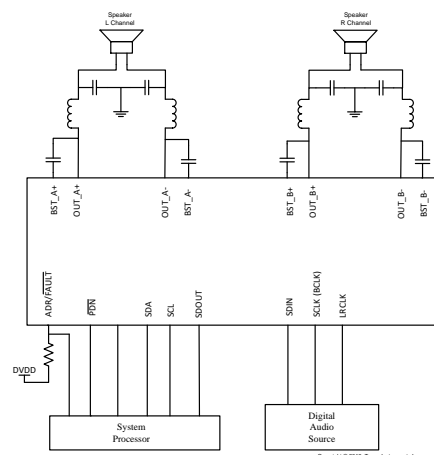 Speaker
L Channel
Speaker
R Channel
BST_A+
OUT_A+
OUT_A-
BST_A-
BST_B+
OUT_B+
OUT_B-
BST_B-
ADR/FAULT
PDN
SDA
SCL
SDOUT
SDIN
SCLK (BCLK)
LRCLK
DVDD
System
Processor
Digital
Audio
Source